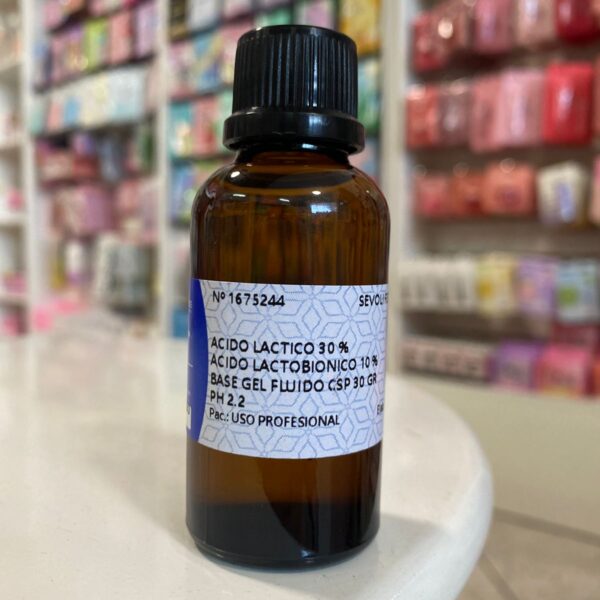 Nº 1675244
ACIDO LACTICO 30 %
ACIDO LACTOBIONICO 10 %
BASE GEL FLUIDO CSP 30 GR
PH 2.2
Pac.: USO PROFESIONAL